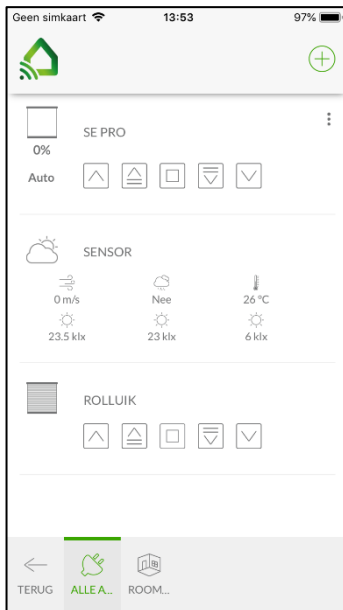 Geen simkaart 13:53 97%
SE PRO
0%
Auto
SENSOR
0 m/s Nee 26 °C
23.5 klx 23 klx 6 klx
ROLLUIK
TERUG ALLE A... ROOM...